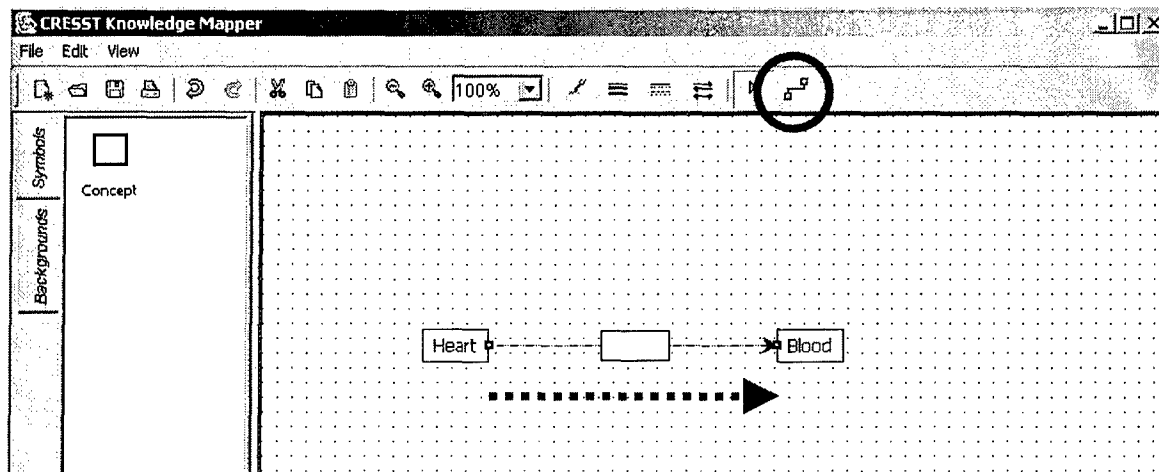 CRESST Knowledge Mapper
File Edit View
100%
Symbols
Concept
Backgrounds
Heart
Blood